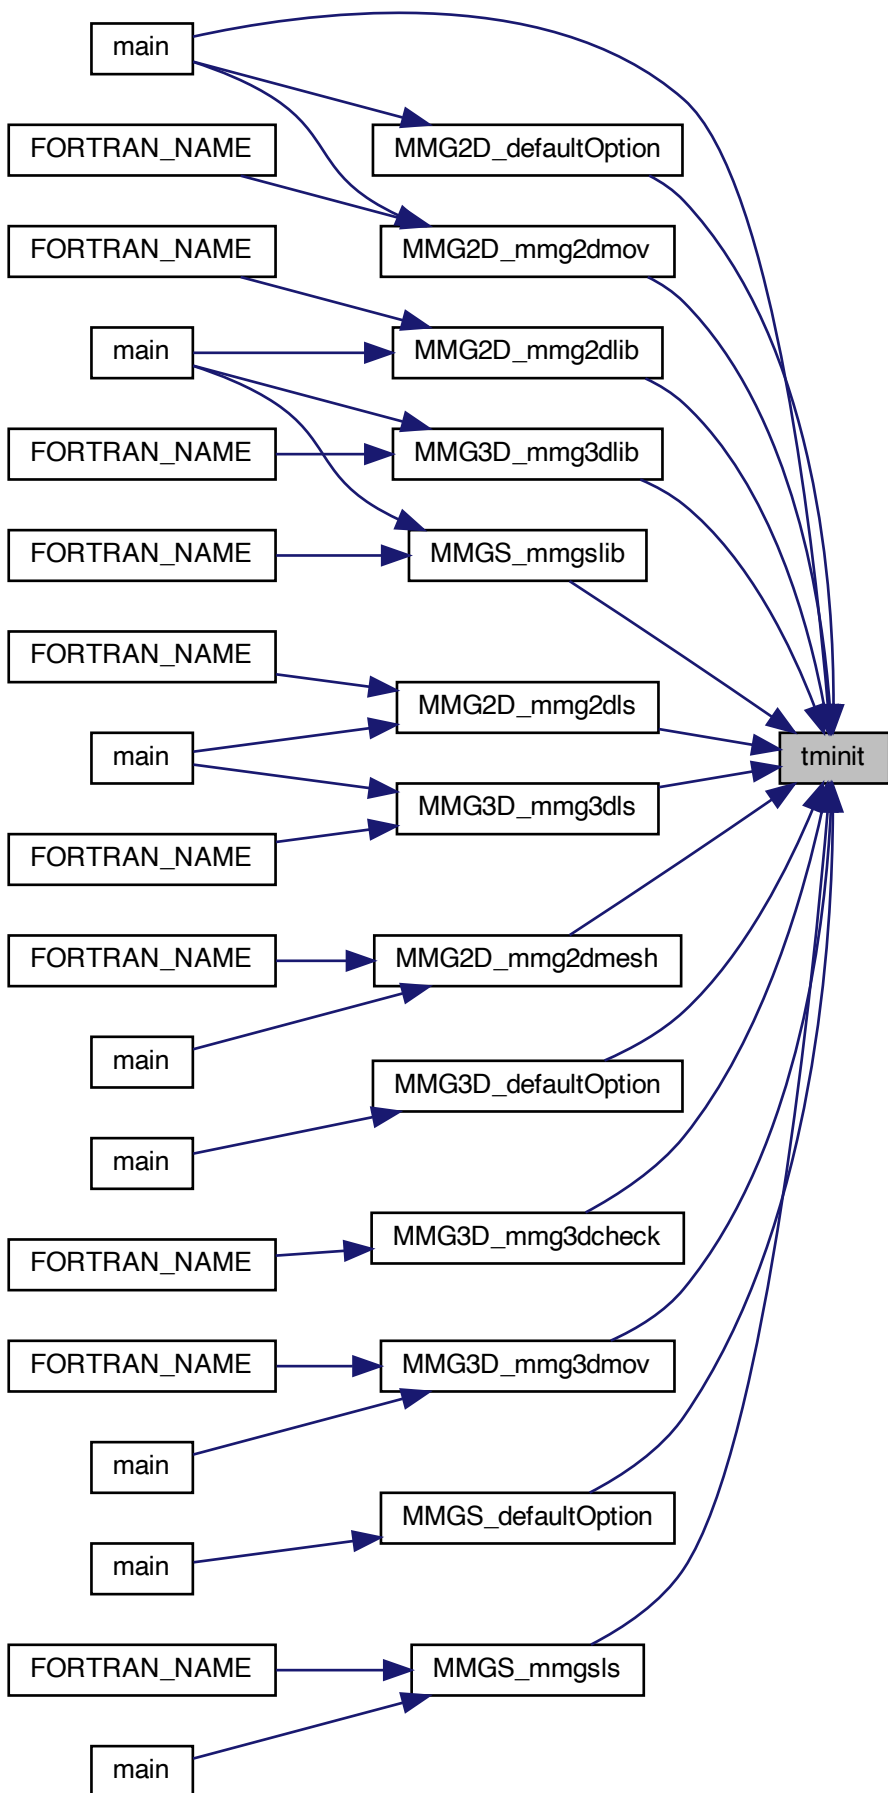 main
MMG2D_defaultOption
FORTRAN_NAME
MMG2D_mmg2dmov
FORTRAN_NAME
MMG2D_mmg2dlib
main
MMG3D_mmg3dlib
FORTRAN_NAME
MMGS_mmgslib
FORTRAN_NAME
FORTRAN_NAME
MMG2D_mmg2dls
main
tminit
MMG3D_mmg3dls
FORTRAN_NAME
FORTRAN_NAME
MMG2D_mmg2dmesh
main
MMG3D_defaultOption
main
MMG3D_mmg3dcheck
FORTRAN_NAME
FORTRAN_NAME
MMG3D_mmg3dmov
main
MMGS_defaultOption
main
FORTRAN_NAME
MMGS_mmgsls
main